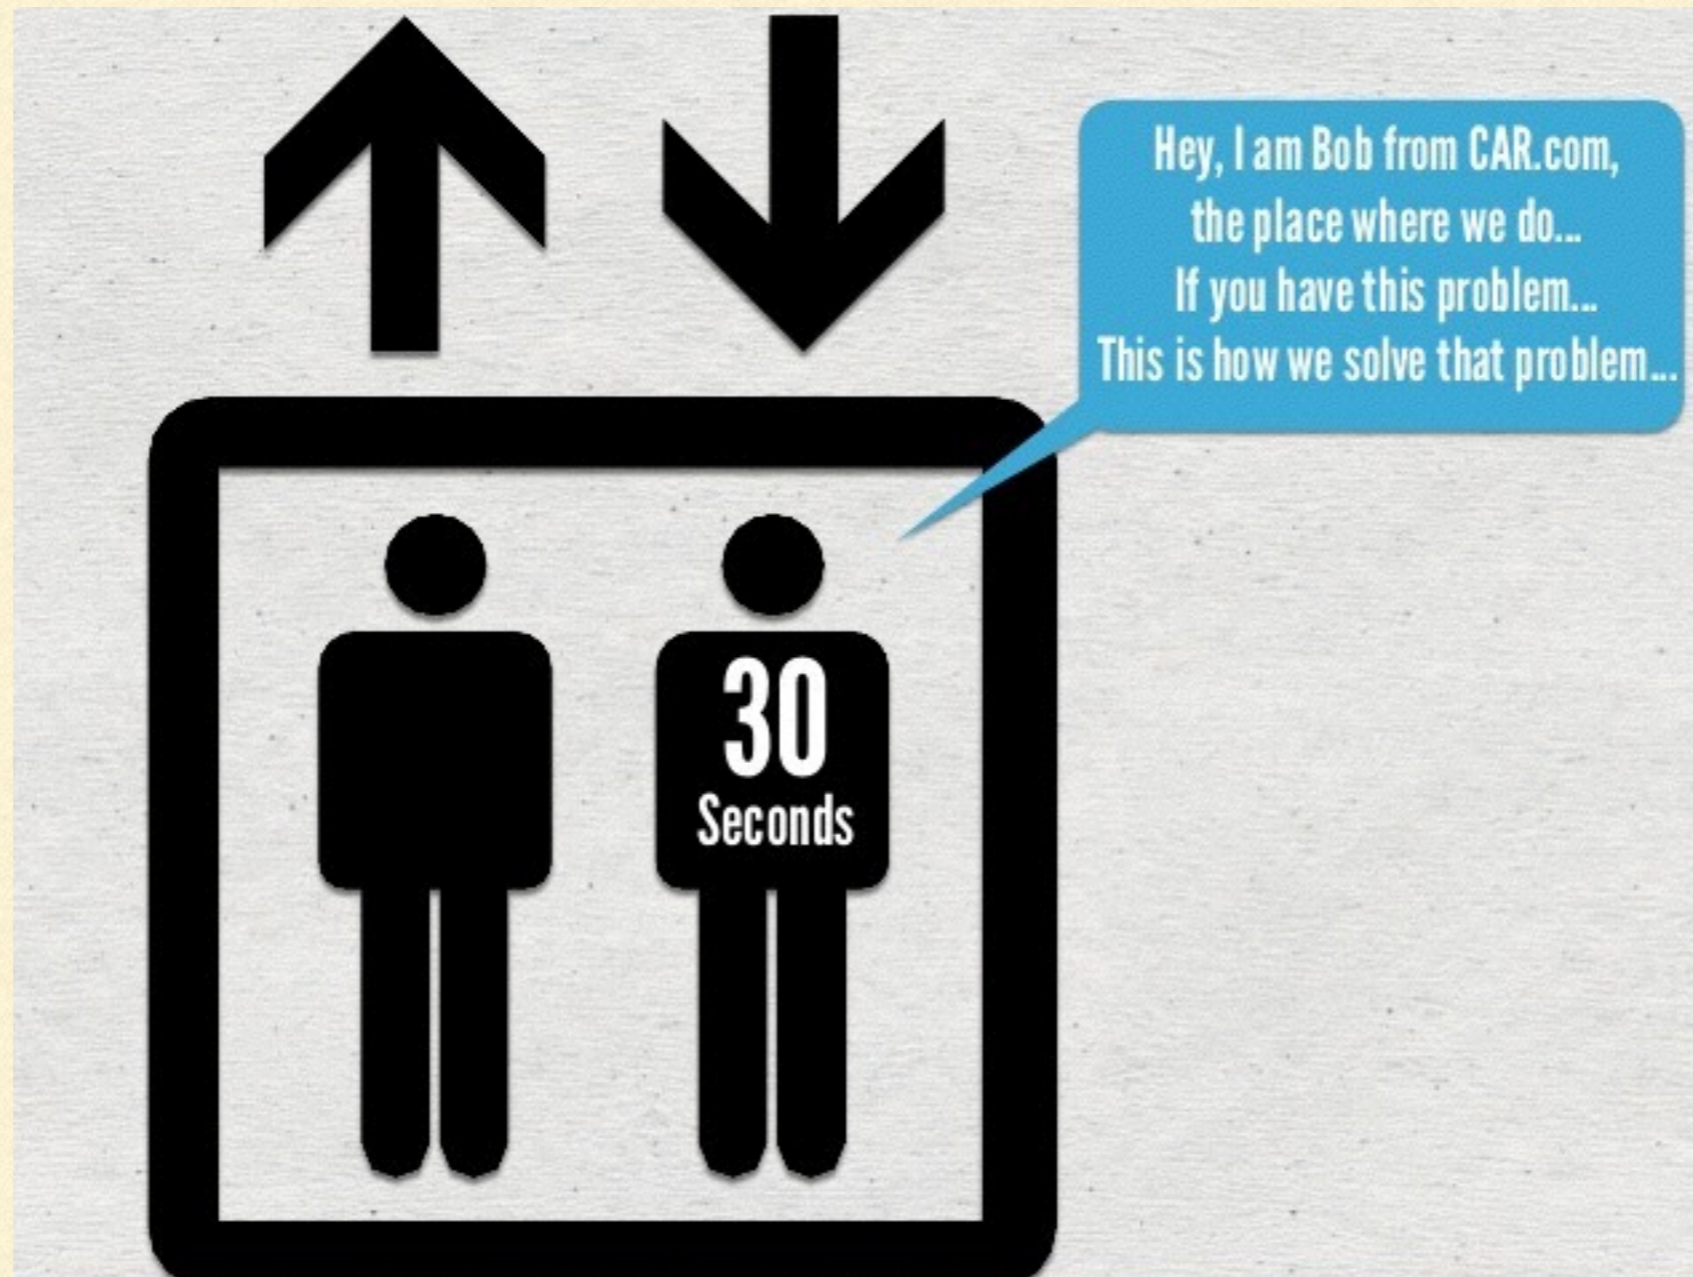 Hey, I am Bob from CAR.com,
the place where we do...
If you have this problem...
This is how we solve that problem...
30
Seconds